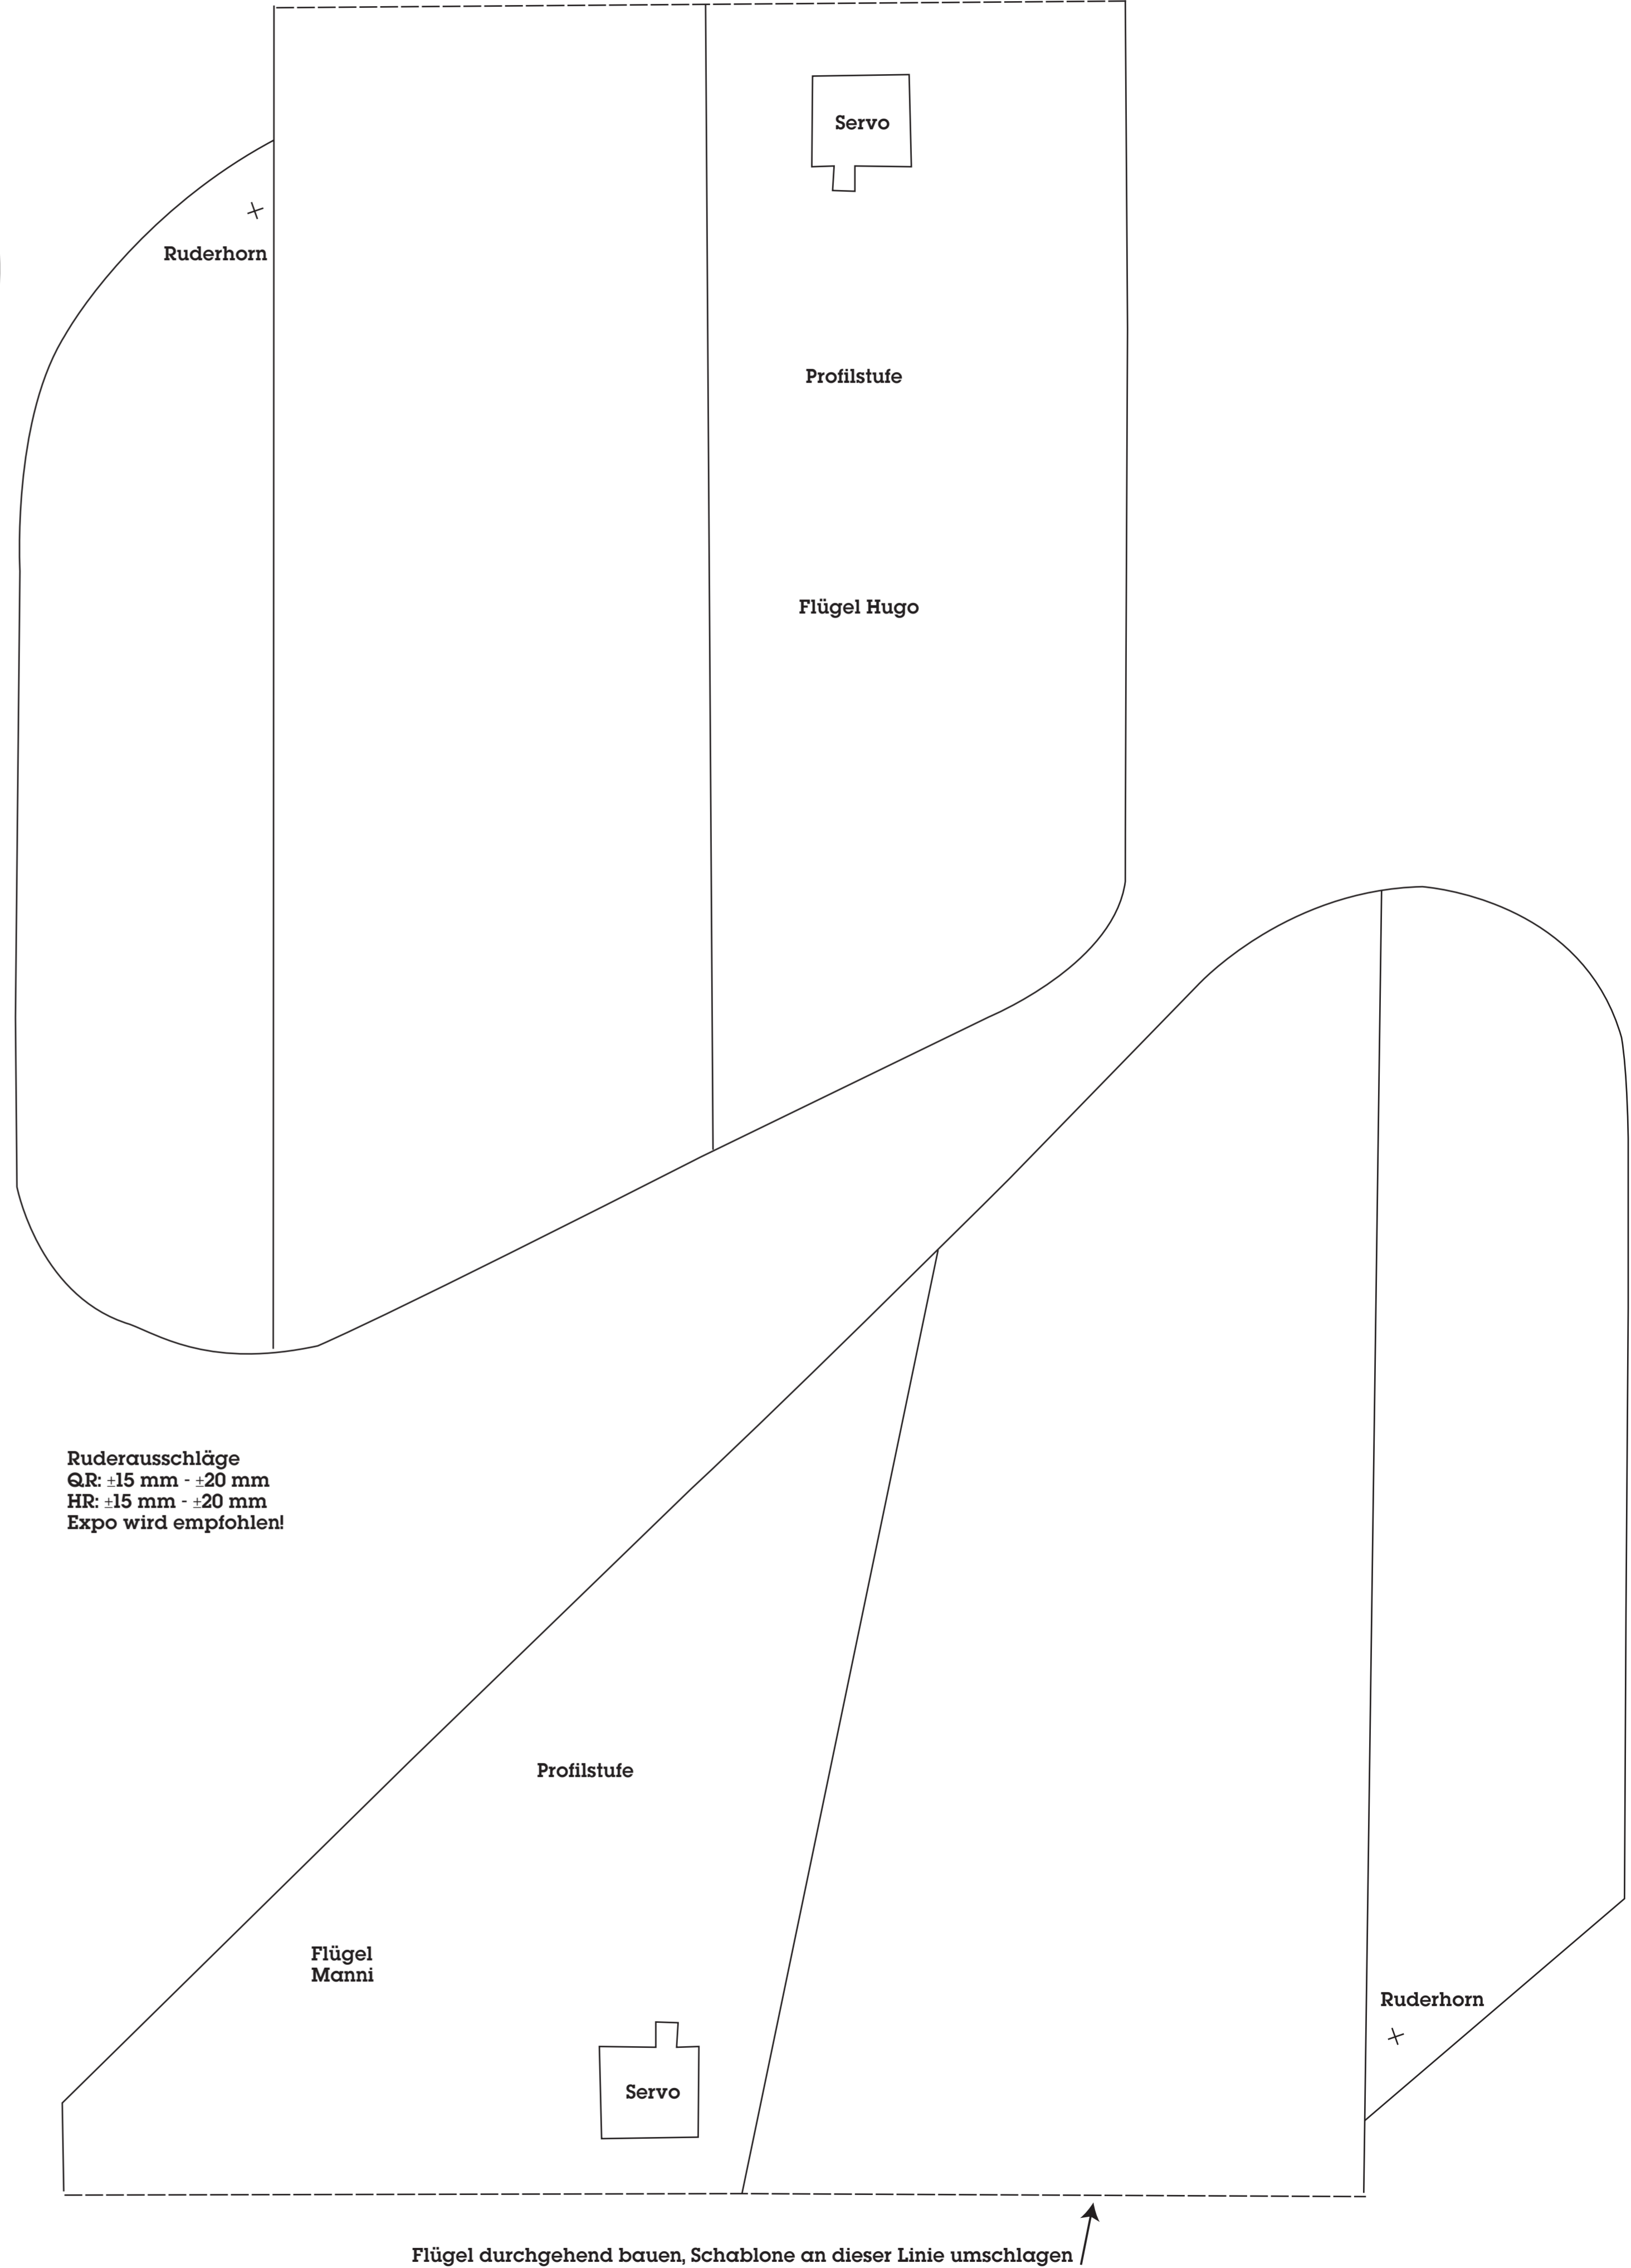 Servo
Ruderhorn
Profilstufe
Flügel Hugo
Ruderausschläge
QR: ±15 mm - ±20 mm
HR: ±15 mm - ±20 mm
Expo wird empfohlen!
Profilstufe
Flügel
Manni
Ruderhorn
Servo
Flügel durchgehend bauen, Schablone an dieser Linie umschlagen